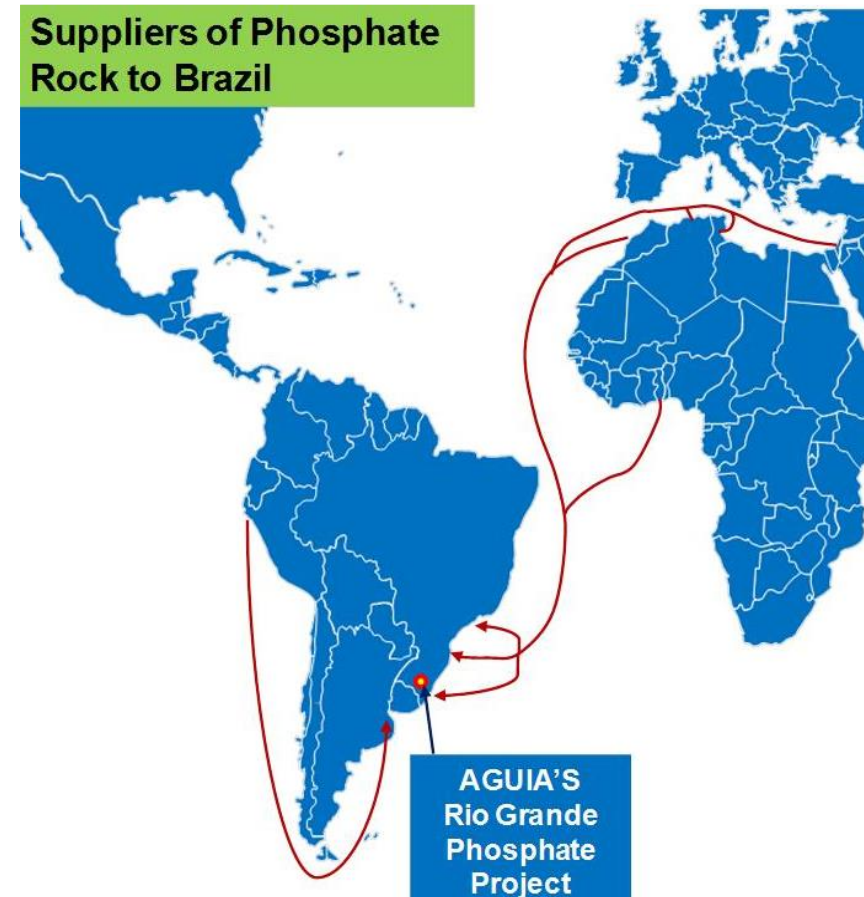 Suppliers of Phosphate
Rock to Brazil
AGUIA'S
Rio Grande
Phosphate
Project